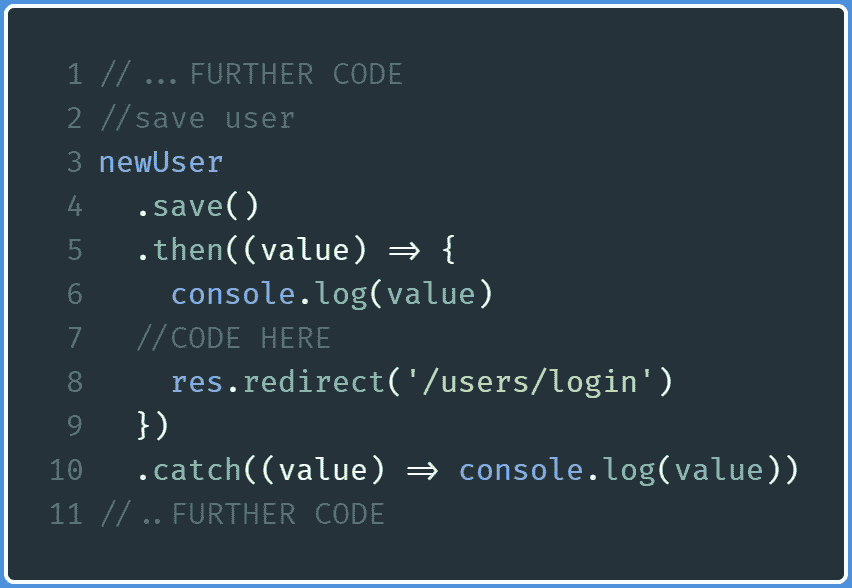 1 //...FURTHER CODE
2 //save user
3 newUser
4   .save()
5   .then((value) => {
6     console.log(value)
7   //CODE HERE
8     res.redirect('/users/login')
9   })
10   .catch((value) => console.log(value))
11 //..FURTHER CODE